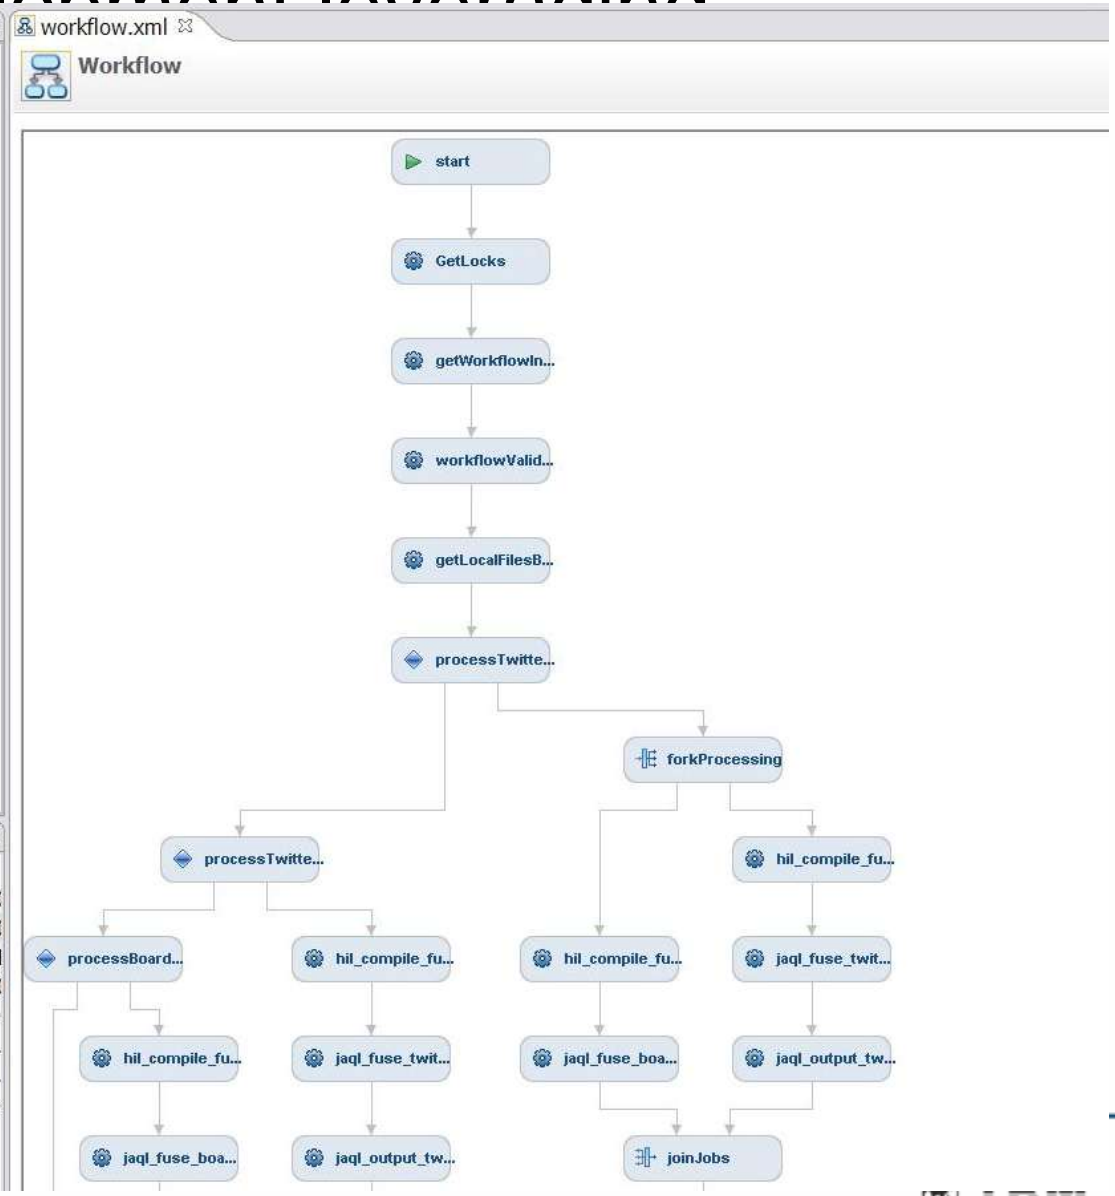 workflow.xml
Workflow
start
GetLocks
getWorkflowIn...
workflowValid...
getLocalFilesB...
processTwitte...
forkProcessing
processTwitte...
hil_compile_fu...
processBoard...
hil_compile_fu...
hil_compile_fu...
jaql_fuse_twit...
hil_compile_fu...
jaql_fuse_twit...
jaql_fuse_boa...
jaql_output_tw...
jaql_fuse_boa...
jaql_output_tw...
joinJobs